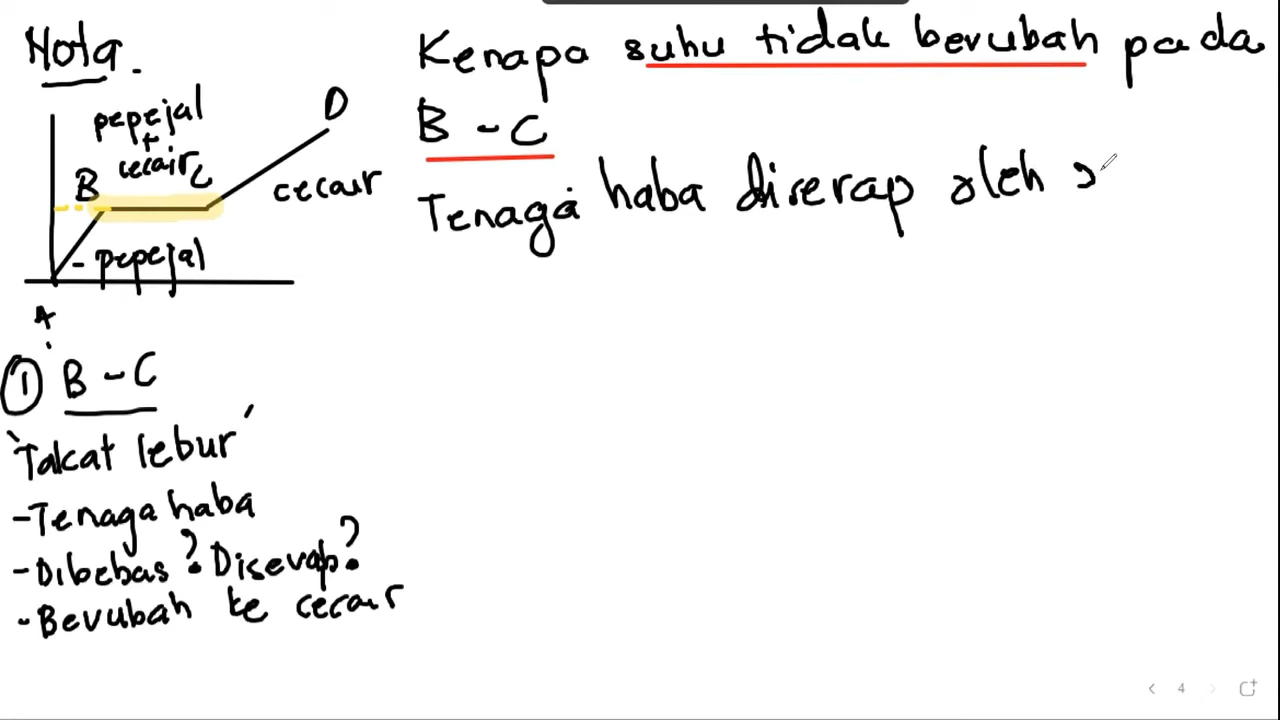 Nota.
pepejal
+
cecair
B
C
D
cecair
- pepejal
A
① B - C
'Takat lebur'
- Tenaga haba
- Dibebas? Diserap?
- Berubah ke cecair
Kenapa suhu tidak berubah pada
B - C
Tenaga haba diserap oleh
4